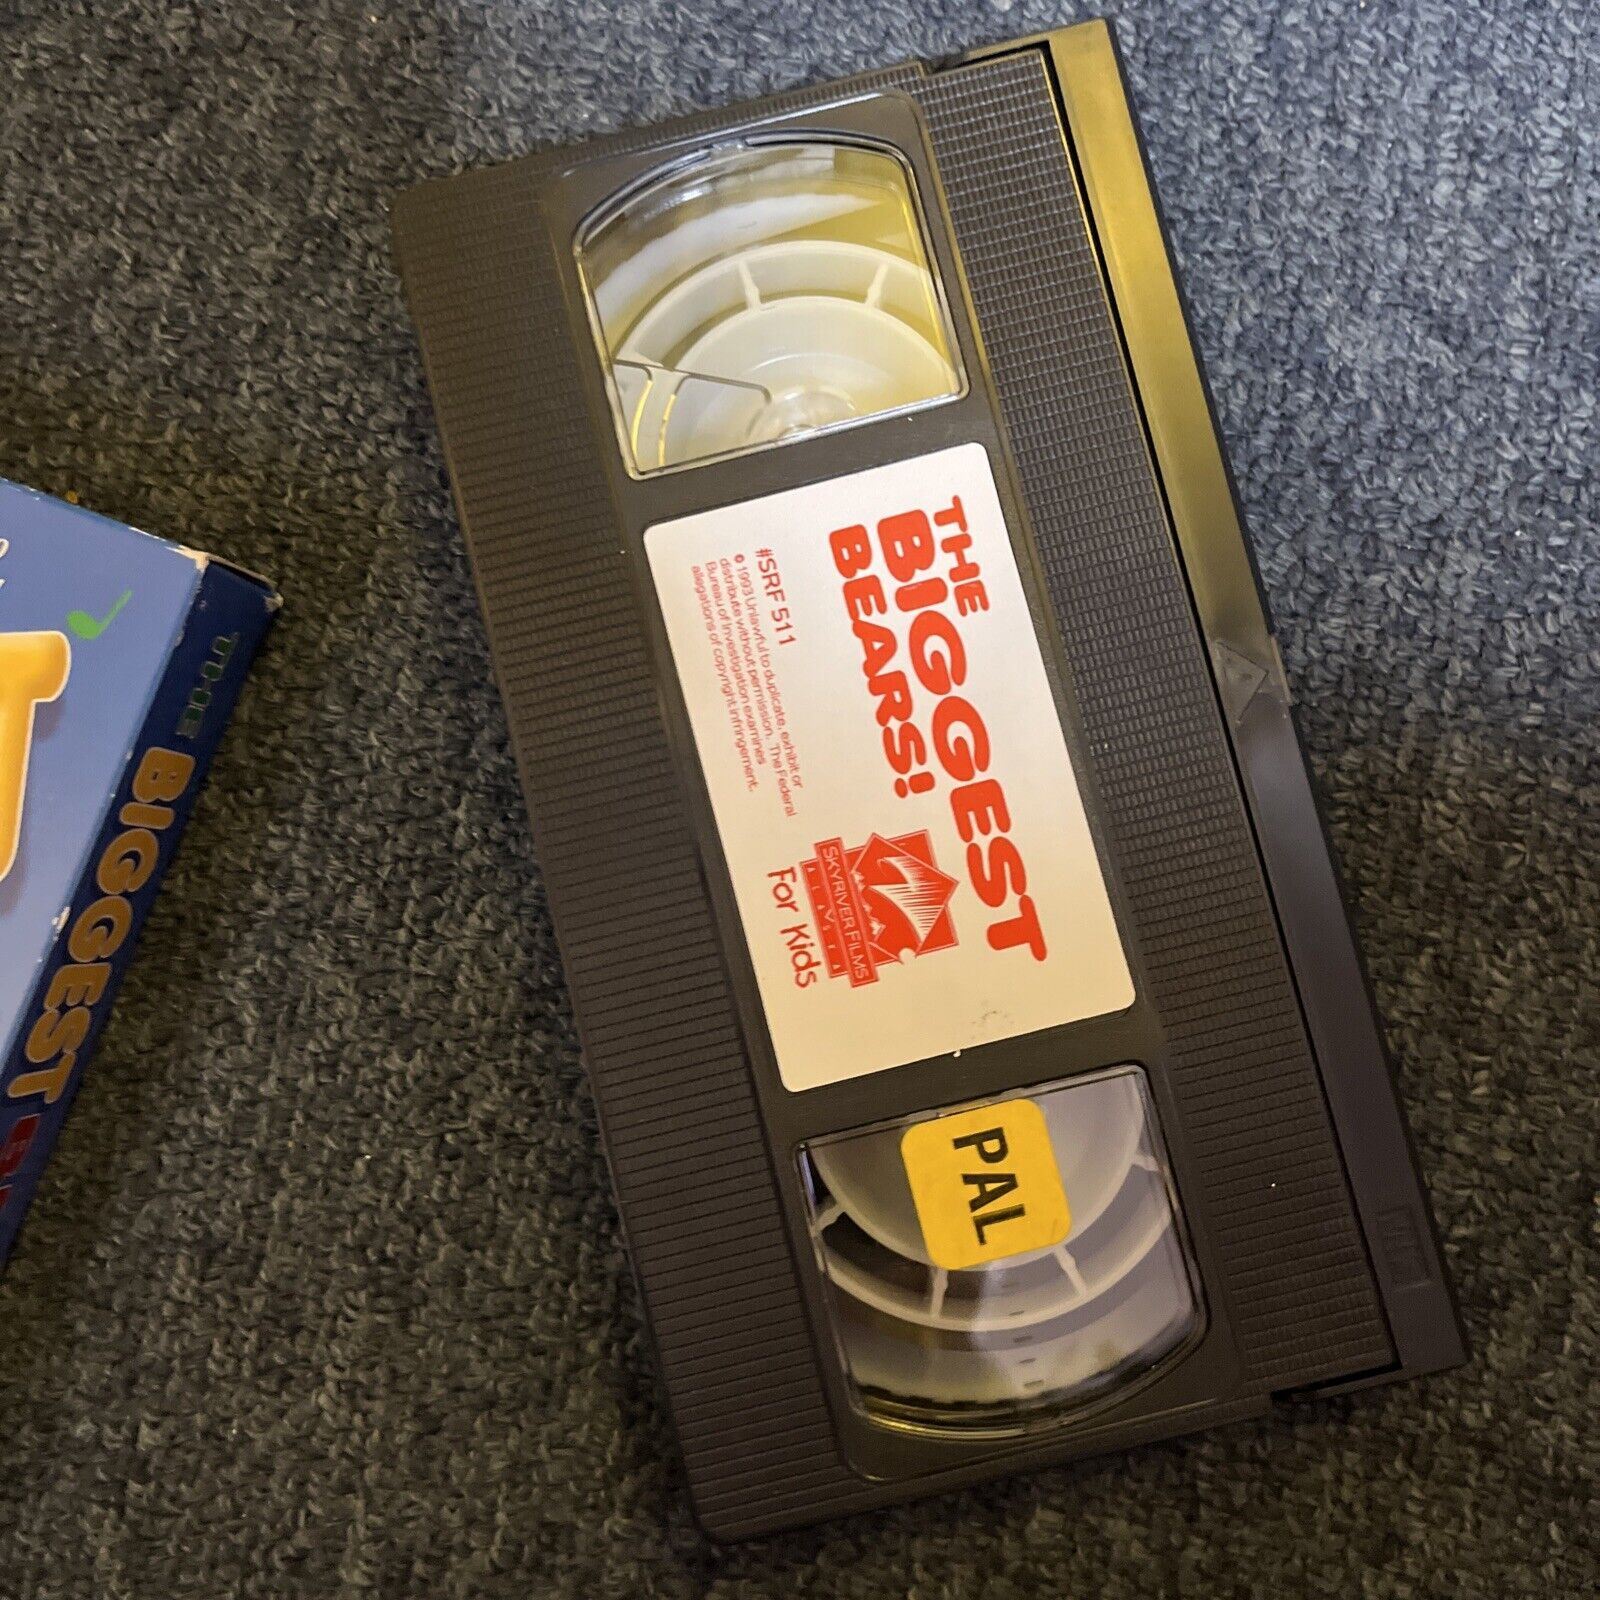 THE
BIGGEST
BEARS!
#SRF 511
© 1993 Unlawful to duplicate, exhibit or
distribute without permission. The Federal
Bureau of Investigation examines
allegations of copyright infringement.
SKYRIVER FILMS
For Kids
PAL
THE BIGGEST